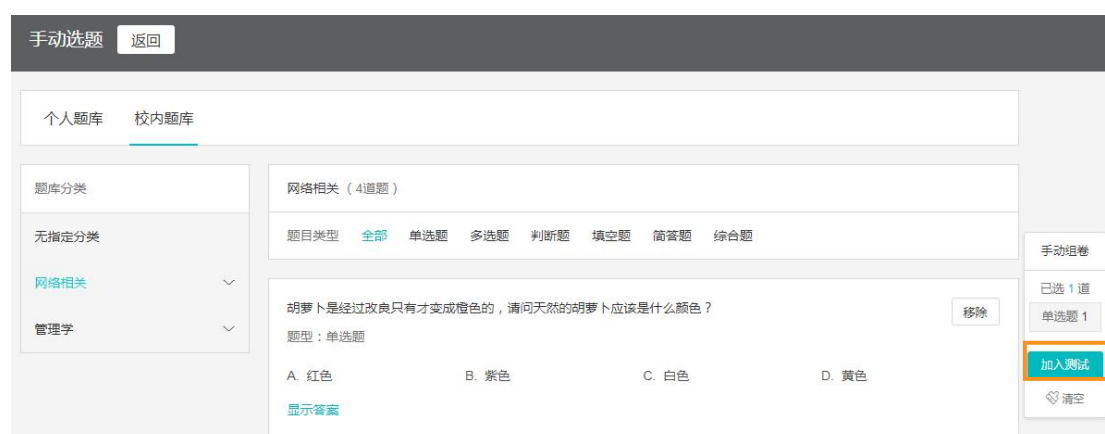 手动选题 返回
个人题库 校内题库
题库分类
无指定分类
网络相关
管理学
网络相关（4道题）
题目类型 全部 单选题 多选题 判断题 填空题 简答题 综合题
胡萝卜是经过改良只有才变成橙色的，请问天然的胡萝卜应该是什么颜色？
移除
题型：单选题
A. 红色 B. 紫色 C. 白色 D. 黄色
显示答案
手动组卷
已选 1 道
单选题 1
加入测试
清空